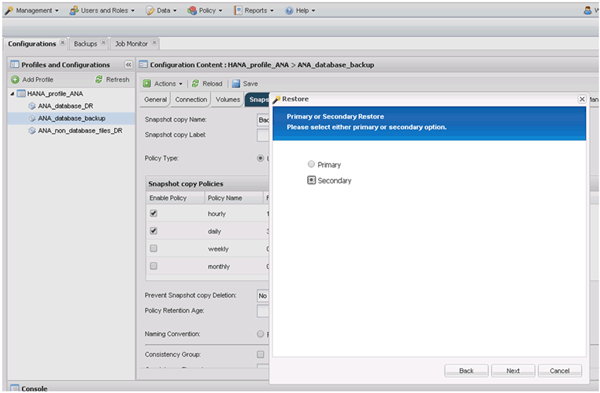 Management Users and Roles Data Policy Reports Help
Configurations Backups Job Monitor
Profiles and Configurations
Add Profile Refresh
HANA_profile_ANA
ANA_database_DR
ANA_database_backup
ANA_non_database_files_DR
Configuration Content : HANA_profile_ANA > ANA_database_backup
Actions Reload Save
General Connection Volumes
Snapshot copy Name:
Snapshot copy Label:
Policy Type:
Snapshot copy Policies
Enable Policy Policy Name
hourly
daily
weekly
monthly
Prevent Snapshot copy Deletion: No
Policy Retention Age:
Naming Convention:
Consistency Group:
Restore
Primary or Secondary Restore
Please select either primary or secondary option.
Primary
Secondary
Back Next Cancel
Console